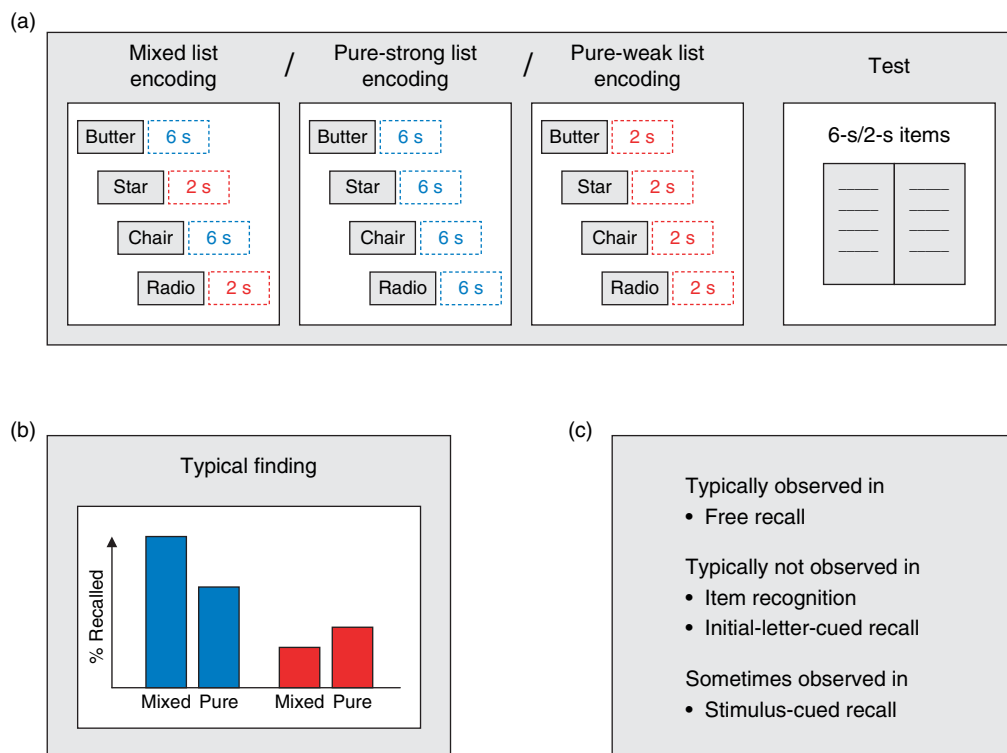 (a)
Mixed list
encoding
/
Pure-strong list
encoding
/
Pure-weak list
encoding
Test
Butter 6 s
Star 2 s
Chair 6 s
Radio 2 s
Butter 6 s
Star 6 s
Chair 6 s
Radio 6 s
Butter 2 s
Star 2 s
Chair 2 s
Radio 2 s
6-s/2-s items
(b)
Typical finding
% Recalled
Mixed Pure Mixed Pure
(c)
Typically observed in
• Free recall
Typically not observed in
• Item recognition
• Initial-letter-cued recall
Sometimes observed in
• Stimulus-cued recall